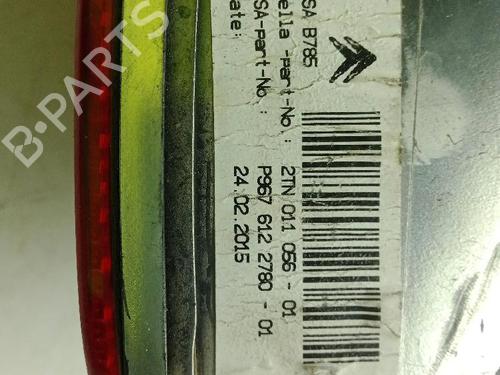 SA B785
ella -part-No.: 2TN 011 056 - 01
SA-part-No.: P967 612 2780 - 01
ate: 24.02.2015
B-PARTS